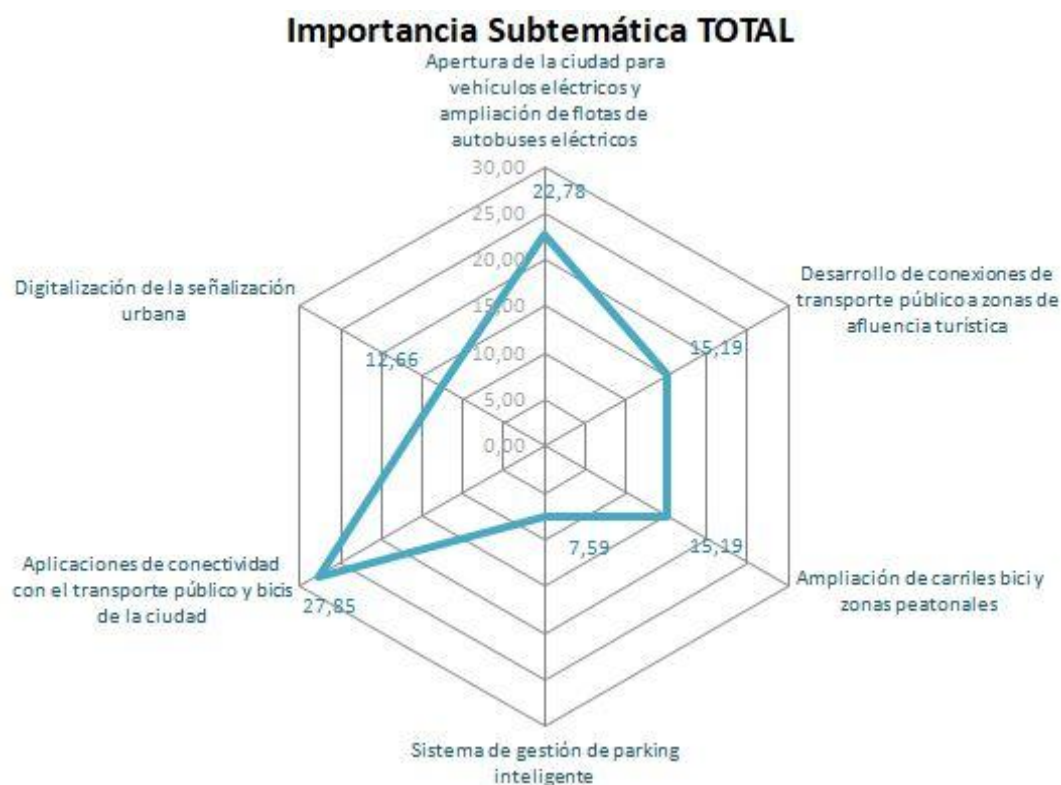 Importancia Subtemática TOTAL
Apertura de la ciudad para
vehículos eléctricos y
ampliación de flotas de
autobuses eléctricos
30,00
22,78
25,00
20,00
15,00
10,00
5,00
0,00
Desarrollo de conexiones de
transporte público a zonas de
afluencia turística
15,19
Ampliación de carriles bici y
zonas peatonales
15,19
Sistema de gestión de parking
inteligente
7,59
Aplicaciones de conectividad
con el transporte público y bicis
de la ciudad
27,85
Digitalización de la señalización
urbana
12,66